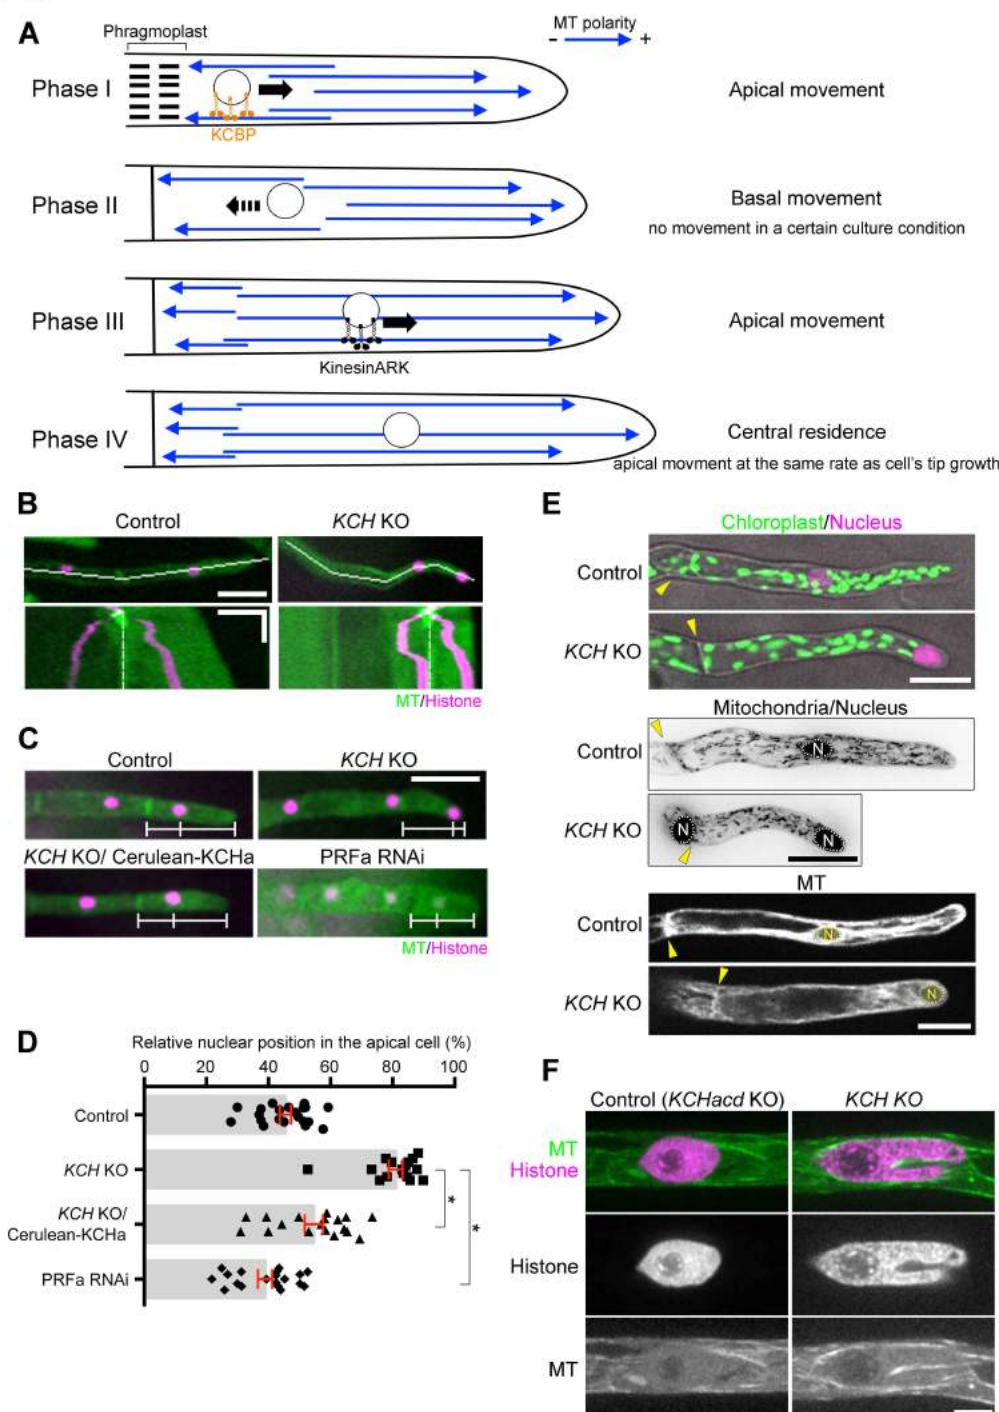 A
Phragmoplast
MT polarity
− +
Phase I
KCBP
Apical movement
Phase II
Basal movement
no movement in a certain culture condition
Phase III
Apical movement
KinesinARK
Phase IV
Central residence
apical movment at the same rate as cell's tip growth
B
Control
KCH KO
MT/Histone
C
Control
KCH KO
KCH KO/ Cerulean-KCHa
PRFa RNAi
MT/Histone
D
Relative nuclear position in the apical cell (%)
0 20 40 60 80 100
Control
KCH KO
KCH KO/
Cerulean-KCHa
PRFa RNAi
*
*
E
Chloroplast/Nucleus
Control
KCH KO
Mitochondria/Nucleus
Control
N
KCH KO
N N
MT
Control
N
KCH KO
N
F
Control (KCHacd KO)
KCH KO
MT
Histone
Histone
MT